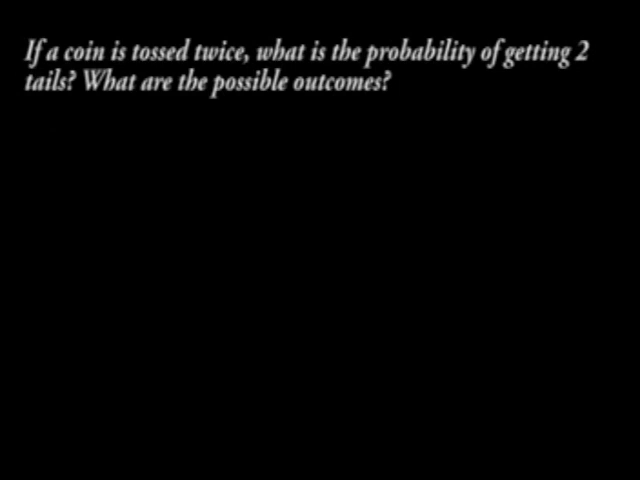 If a coin is tossed twice, what is the probability of getting 2
tails? What are the possible outcomes?